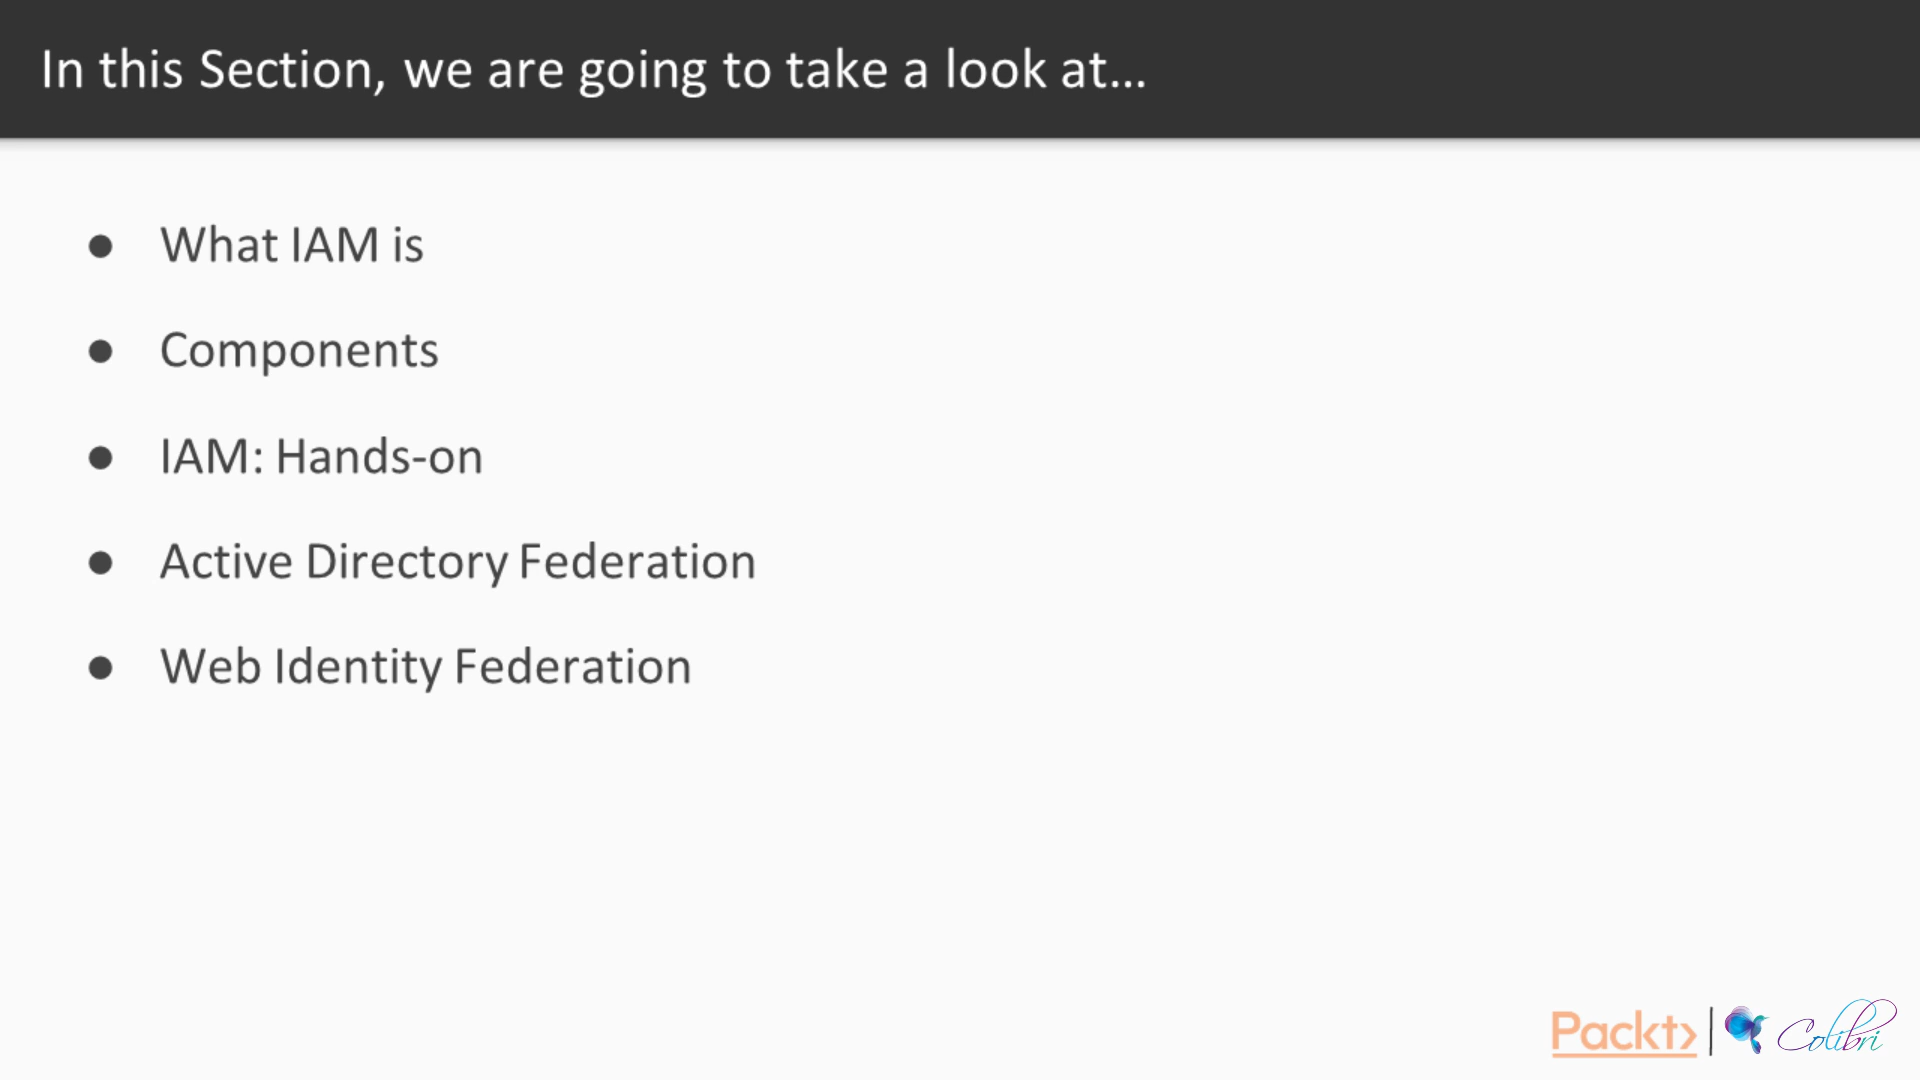 In this Section, we are going to take a look at...
● What IAM is
● Components
● IAM: Hands-on
● Active Directory Federation
● Web Identity Federation
Packt> | Colibri